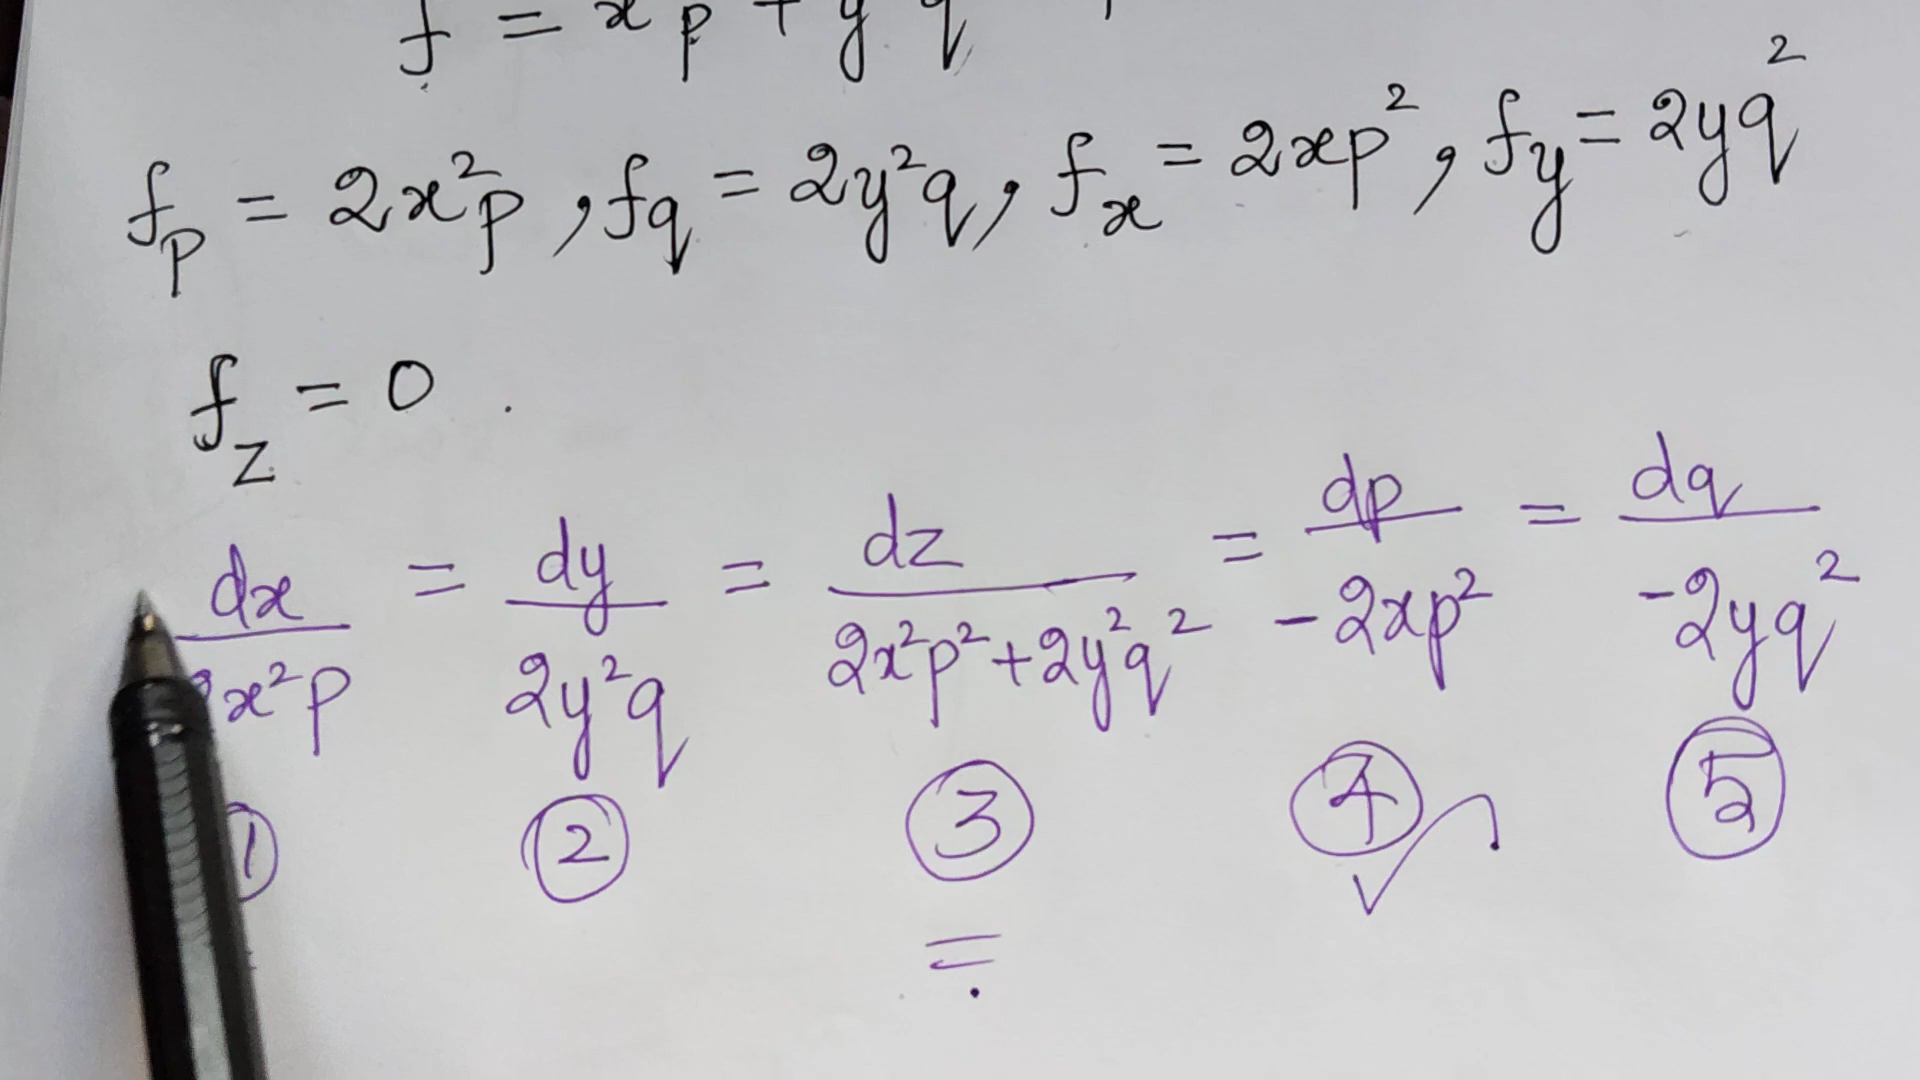 f = x p + y q
f_p = 2x²p , f_q = 2y²q, f_x = 2xp² , f_y = 2yq²
f_z = 0 .
dx/2x²p = dy/2y²q = dz/2x²p²+2y²q² = dp/-2xp² = dq/-2yq²
① ② ③ ④ ⑤
=